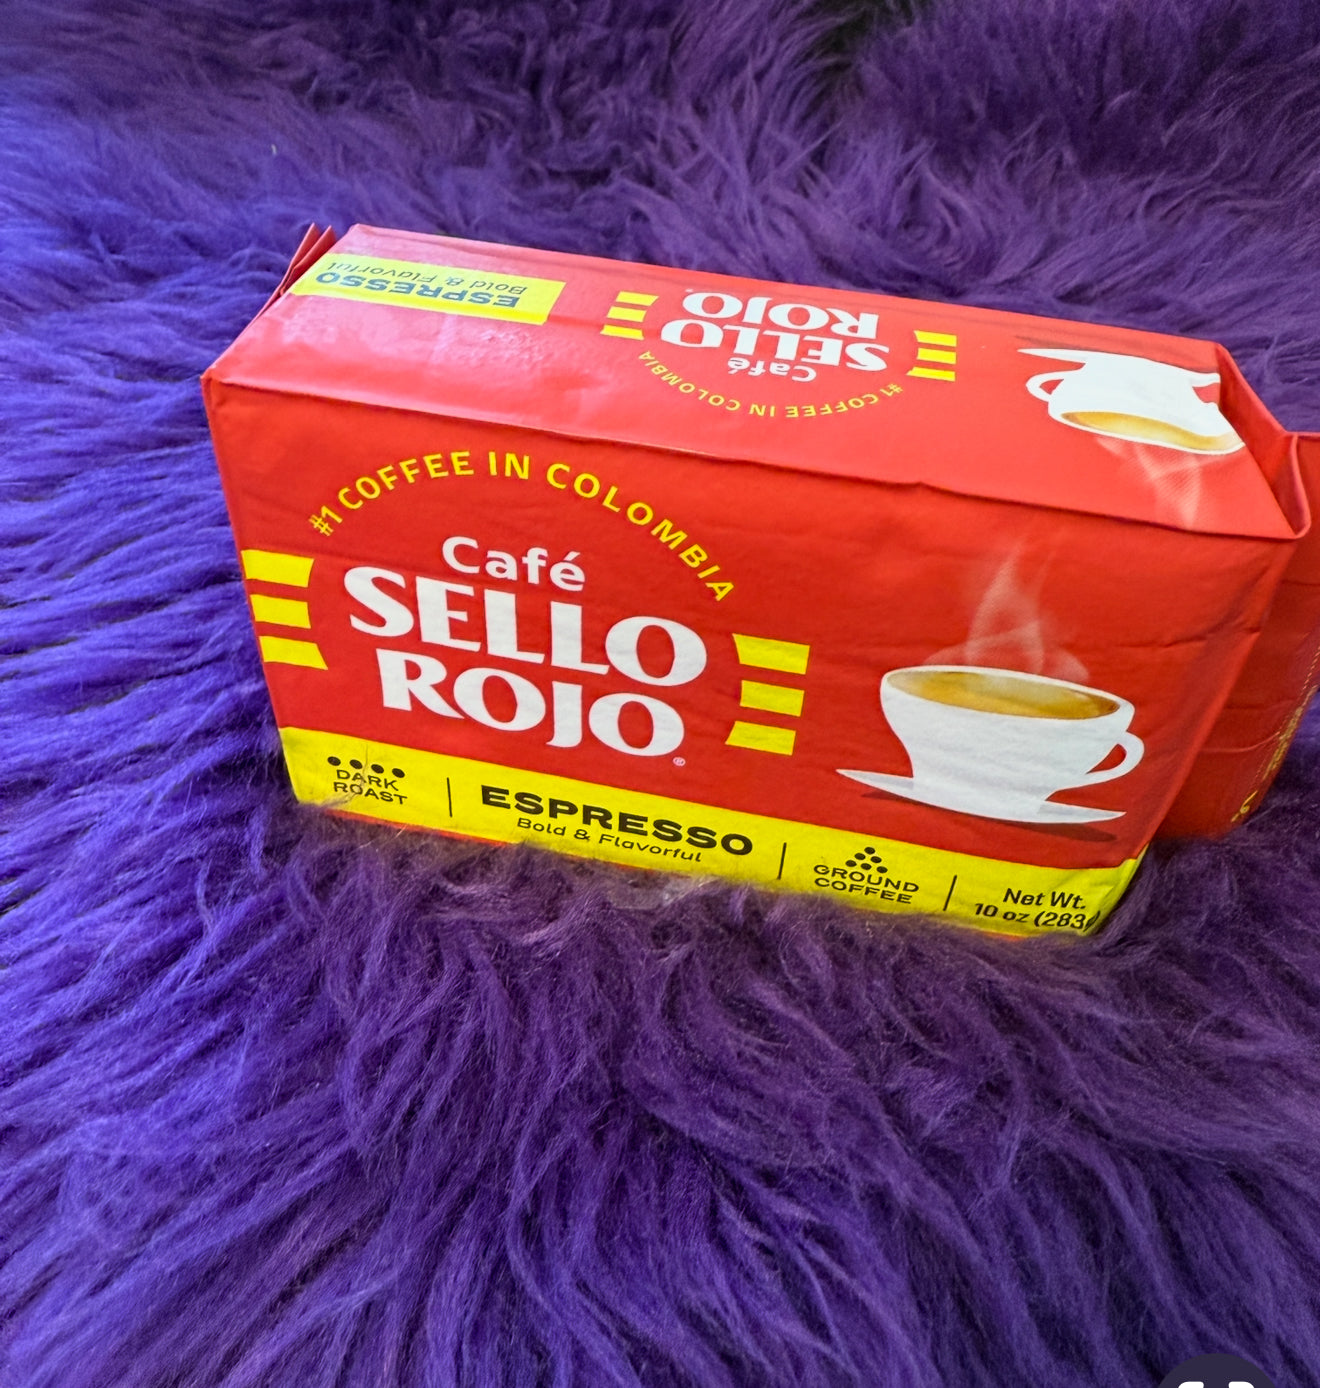 ESPRESSO
Bold & Flavorful
#1 COFFEE IN COLOMBIA
Café
SELLO
ROJO
#1 COFFEE IN COLOMBIA
Café
SELLO
ROJO®
DARK
ROAST
ESPRESSO
Bold & Flavorful
GROUND
COFFEE
Net Wt.
10 oz (283